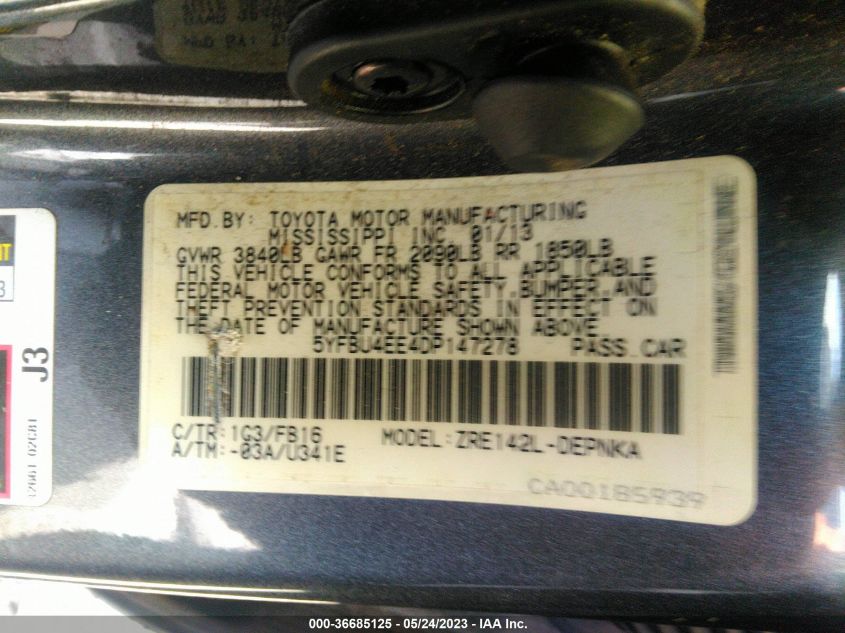 MFD.BY: TOYOTA MOTOR MANUFACTURING
MISSISSIPPI INC 01/13
GVWR 3840LB GAWR FR 2090LB RR 1850LB
THIS VEHICLE CONFORMS TO ALL APPLICABLE
FEDERAL MOTOR VEHICLE SAFETY,BUMPER,AND
THEFT PREVENTION STANDARDS IN EFFECT ON
THE DATE OF MANUFACTURE SHOWN ABOVE.
5YFBU4EE4DP147278 PASS.CAR
C/TR:1G3/FB16 MODEL:ZRE142L-DEPNKA
A/TM:-03A/U341E
CA00185939
J3
000-36685125 - 05/24/2023 - IAA Inc.